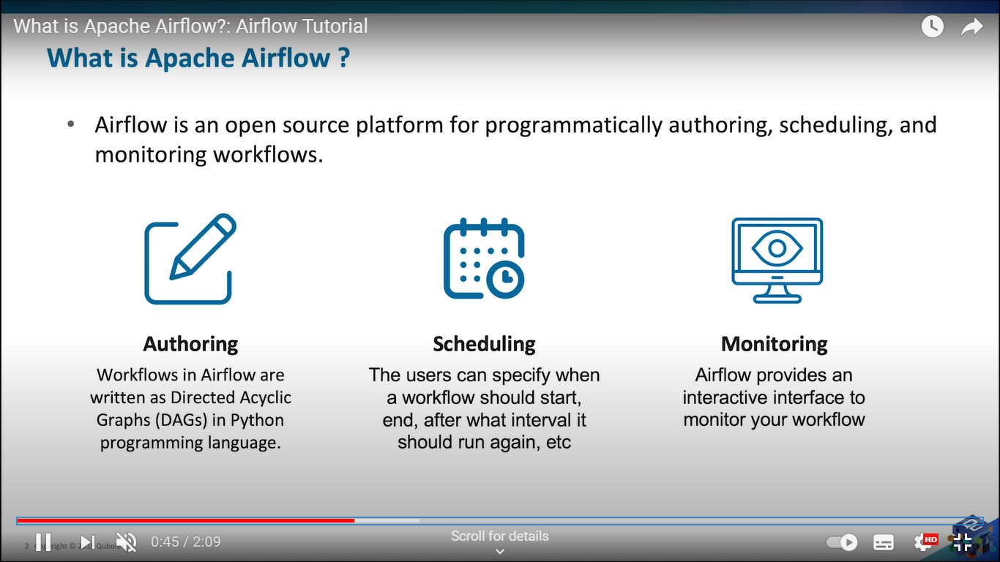 What is Apache Airflow?: Airflow Tutorial
What is Apache Airflow ?
• Airflow is an open source platform for programmatically authoring, scheduling, and
monitoring workflows.
Authoring
Workflows in Airflow are
written as Directed Acyclic
Graphs (DAGs) in Python
programming language.
Scheduling
The users can specify when
a workflow should start,
end, after what interval it
should run again, etc
Monitoring
Airflow provides an
interactive interface to
monitor your workflow
Scroll for details
2
0:45 / 2:09
HD